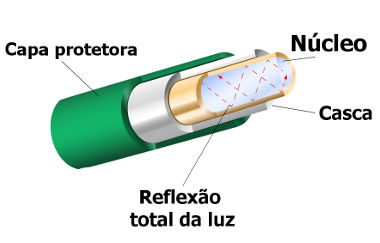 Núcleo
Capa protetora
Casca
Reflexão
total da luz